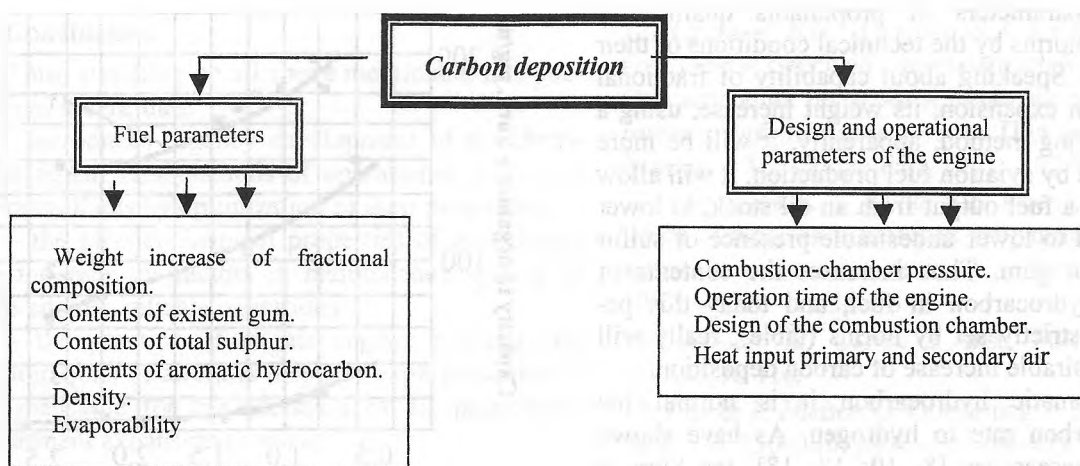 Carbon deposition
Fuel parameters
Design and operational
parameters of the engine
Weight increase of fractional
composition.
Contents of existent gum.
Contents of total sulphur.
Contents of aromatic hydrocarbon.
Density.
Evaporability
Combustion-chamber pressure.
Operation time of the engine.
Design of the combustion chamber.
Heat input primary and secondary air